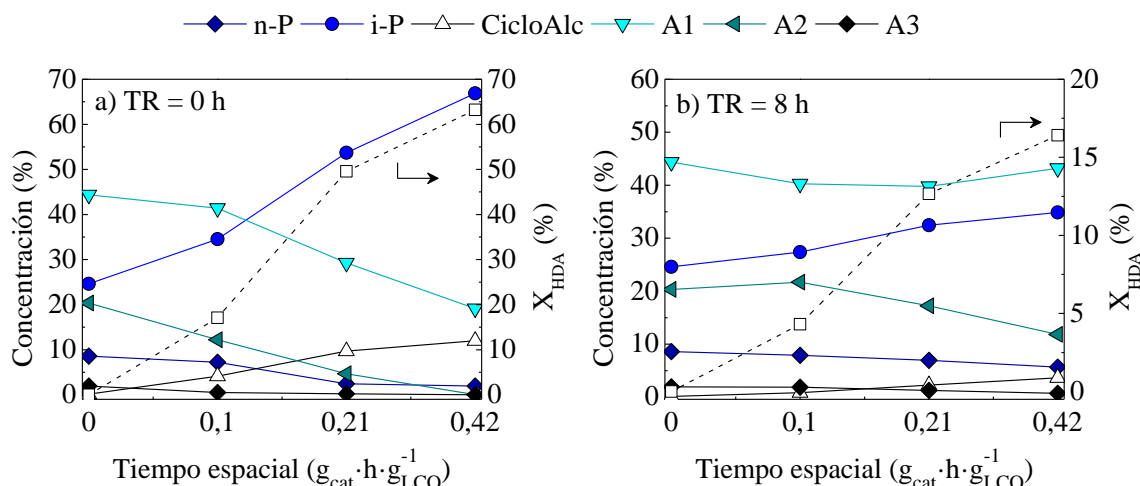 n-P i-P CicloAlc A1 A2 A3
a) TR = 0 h
Concentración (%)
70
60
50
40
30
20
10
0
70
60
50
40
30
20
10
0
X_HDA (%)
0 0,1 0,21 0,42
Tiempo espacial (g_cat·h·g_LCO^-1)
b) TR = 8 h
Concentración (%)
60
50
40
30
20
10
0
20
15
10
5
0
X_HDA (%)
0 0,1 0,21 0,42
Tiempo espacial (g_cat·h·g_LCO^-1)